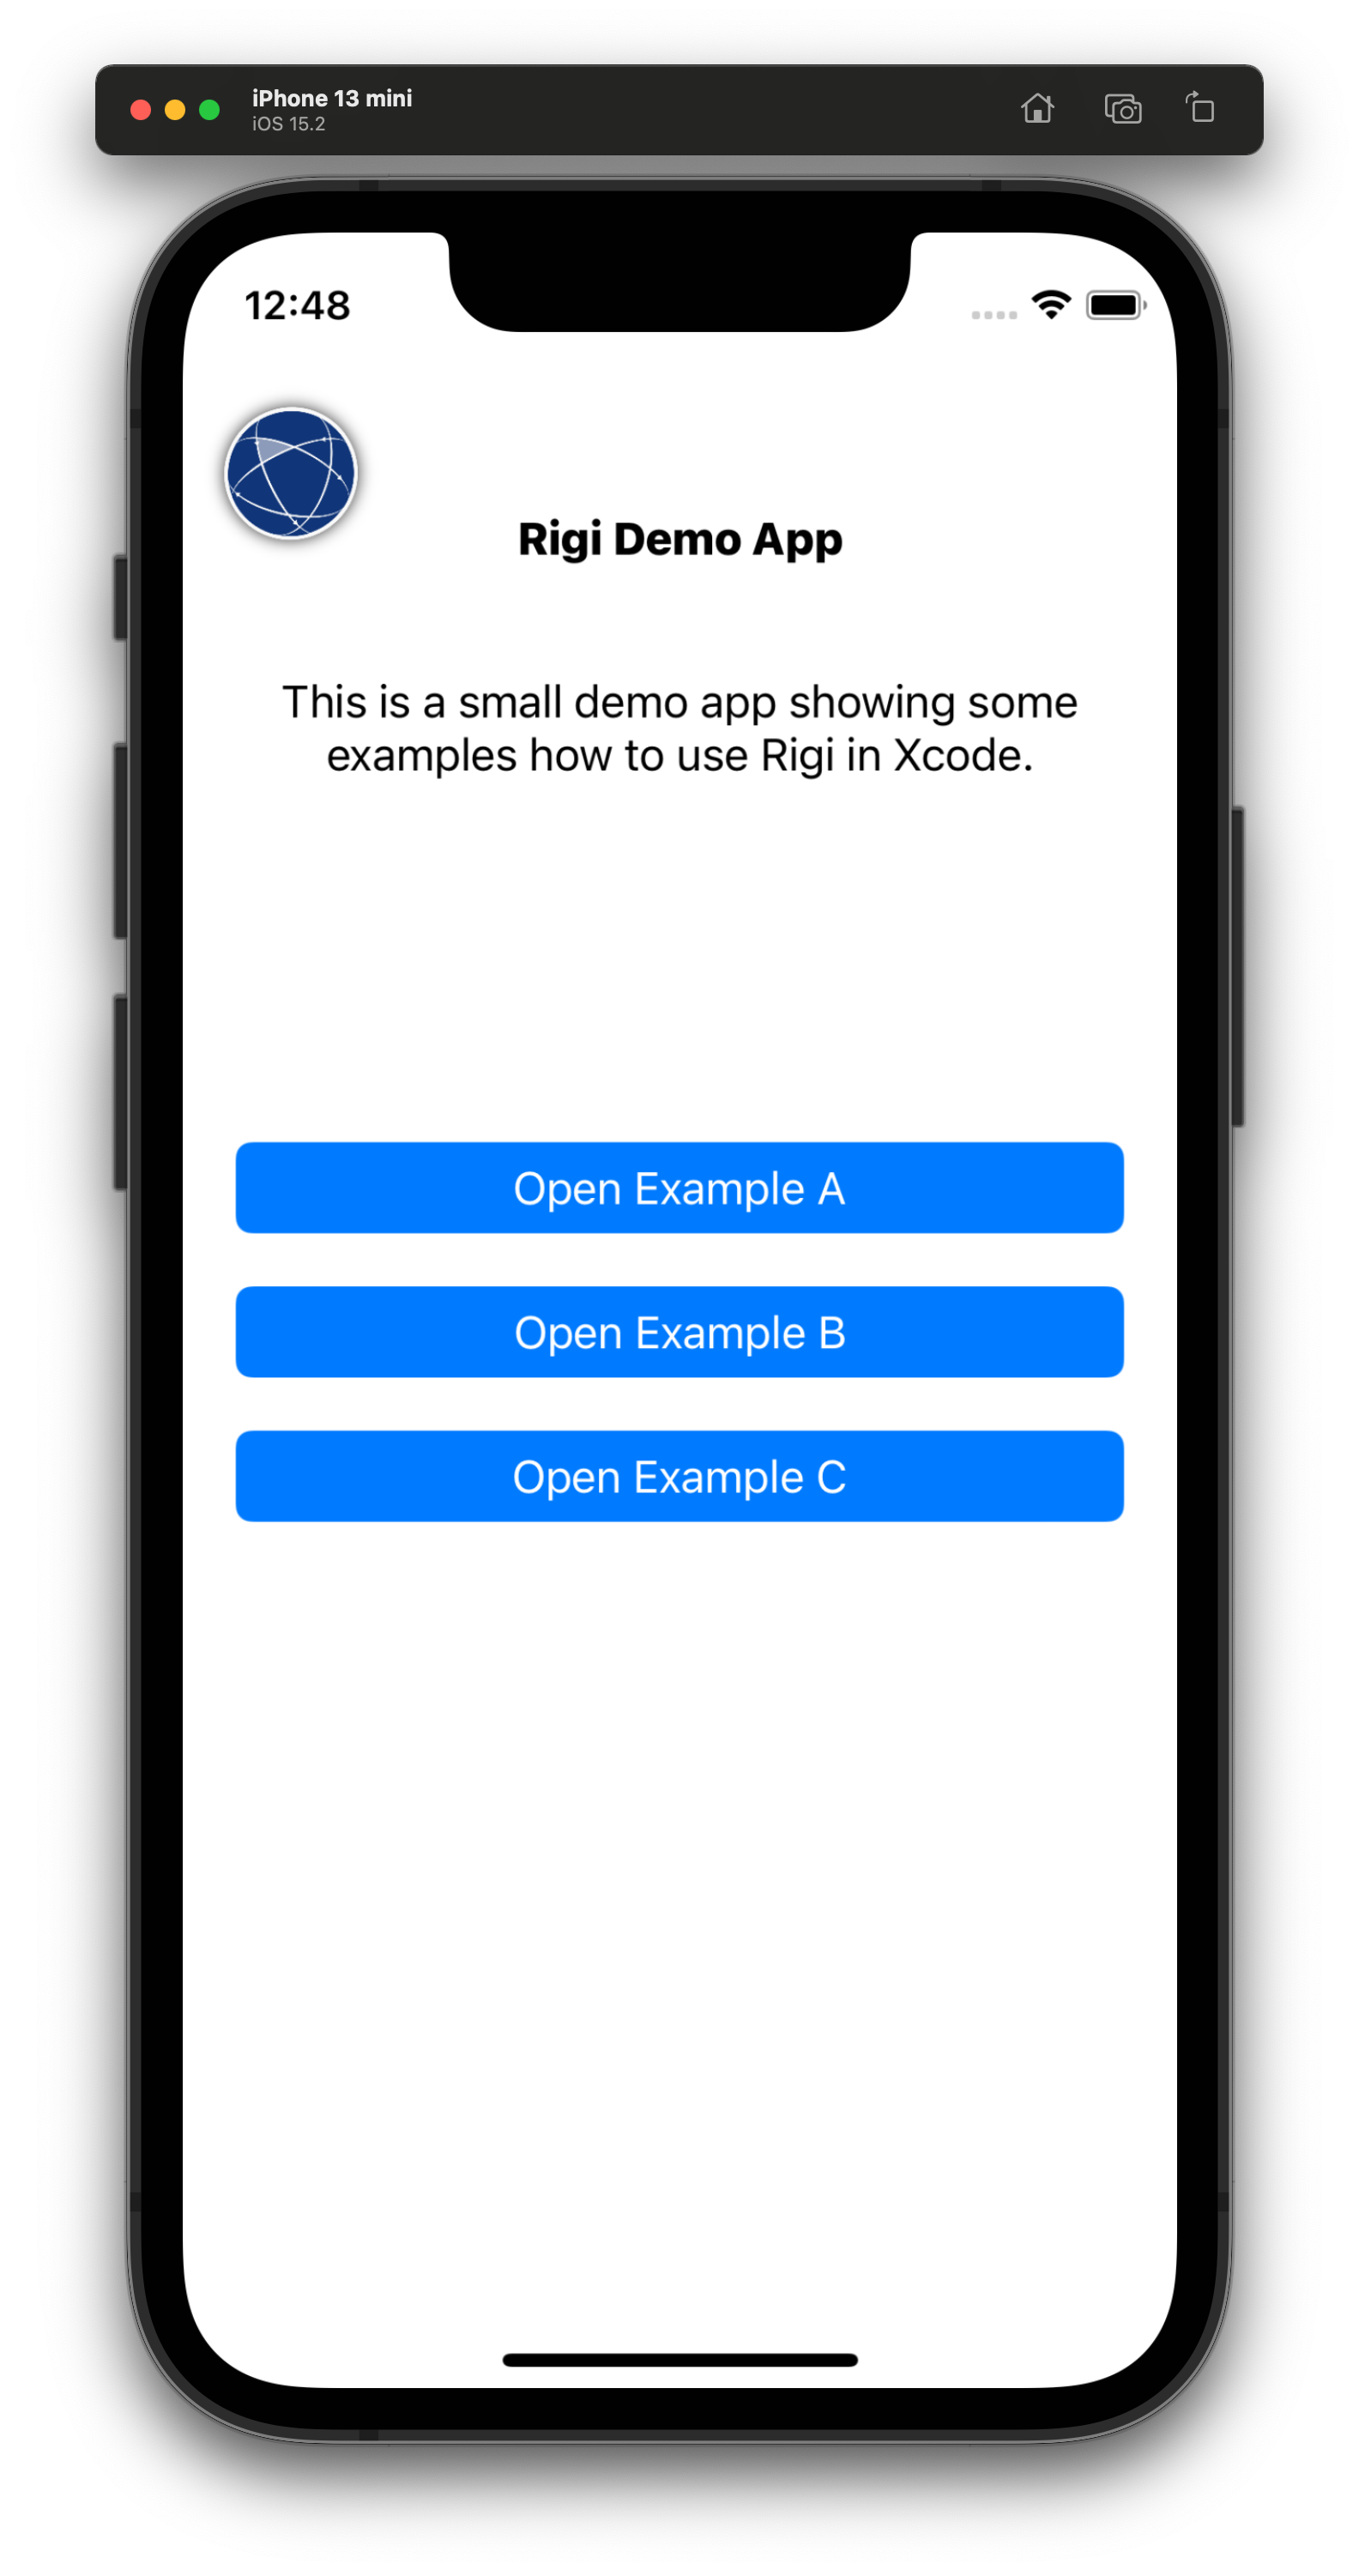 iPhone 13 mini
iOS 15.2
12:48
Rigi Demo App
This is a small demo app showing some
examples how to use Rigi in Xcode.
Open Example A
Open Example B
Open Example C